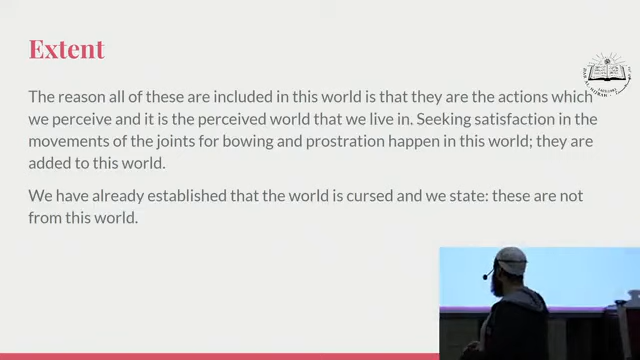 Extent
The reason all of these are included in this world is that they are the actions which
we perceive and it is the perceived world that we live in. Seeking satisfaction in the
movements of the joints for bowing and prostration happen in this world; they are
added to this world.
We have already established that the world is cursed and we state: these are not
from this world.